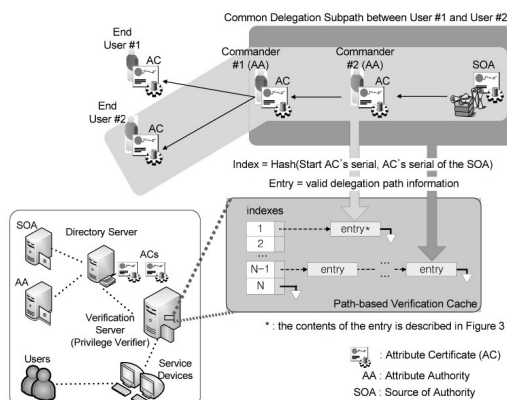 Common Delegation Subpath between User #1 and User #2
End
User #1
AC
Commander
#1 (AA)
AC
Commander
#2 (AA)
AC
SOA
End
User #2
AC
Index = Hash(Start AC`s serial, AC`s serial of the SOA)
Entry = valid delegation path information
indexes
1
entry*
2
...
N-1
entry
...
entry
N
Path-based Verification Cache
SOA
Directory Server
ACs
AA
Verification
Server
(Privilege Verifier)
Users
Service
Devices
* : the contents of the entry is described in Figure 3
: Attribute Certificate (AC)
AA : Attribute Authority
SOA : Source of Authority